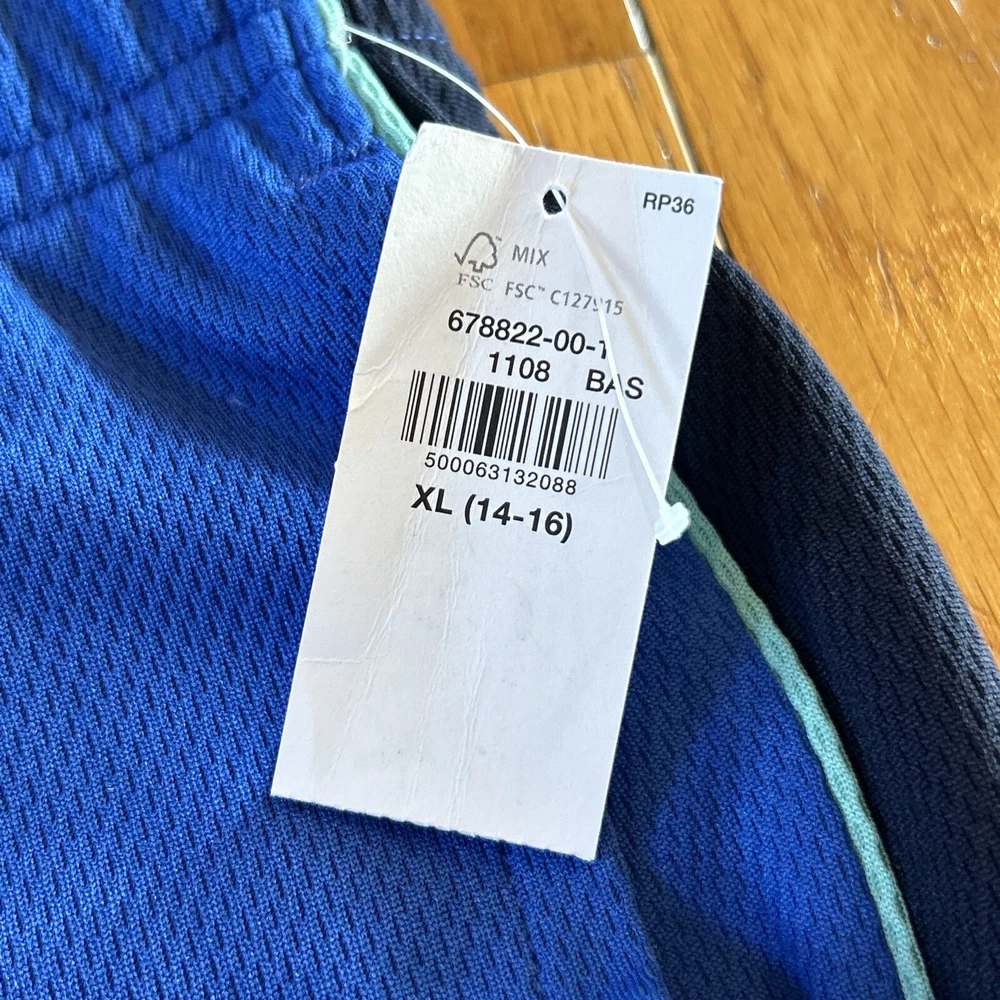 RP36
MIX
FSC FSC™ C127915
678822-00-1
1108 BAS
500063132088
XL (14-16)